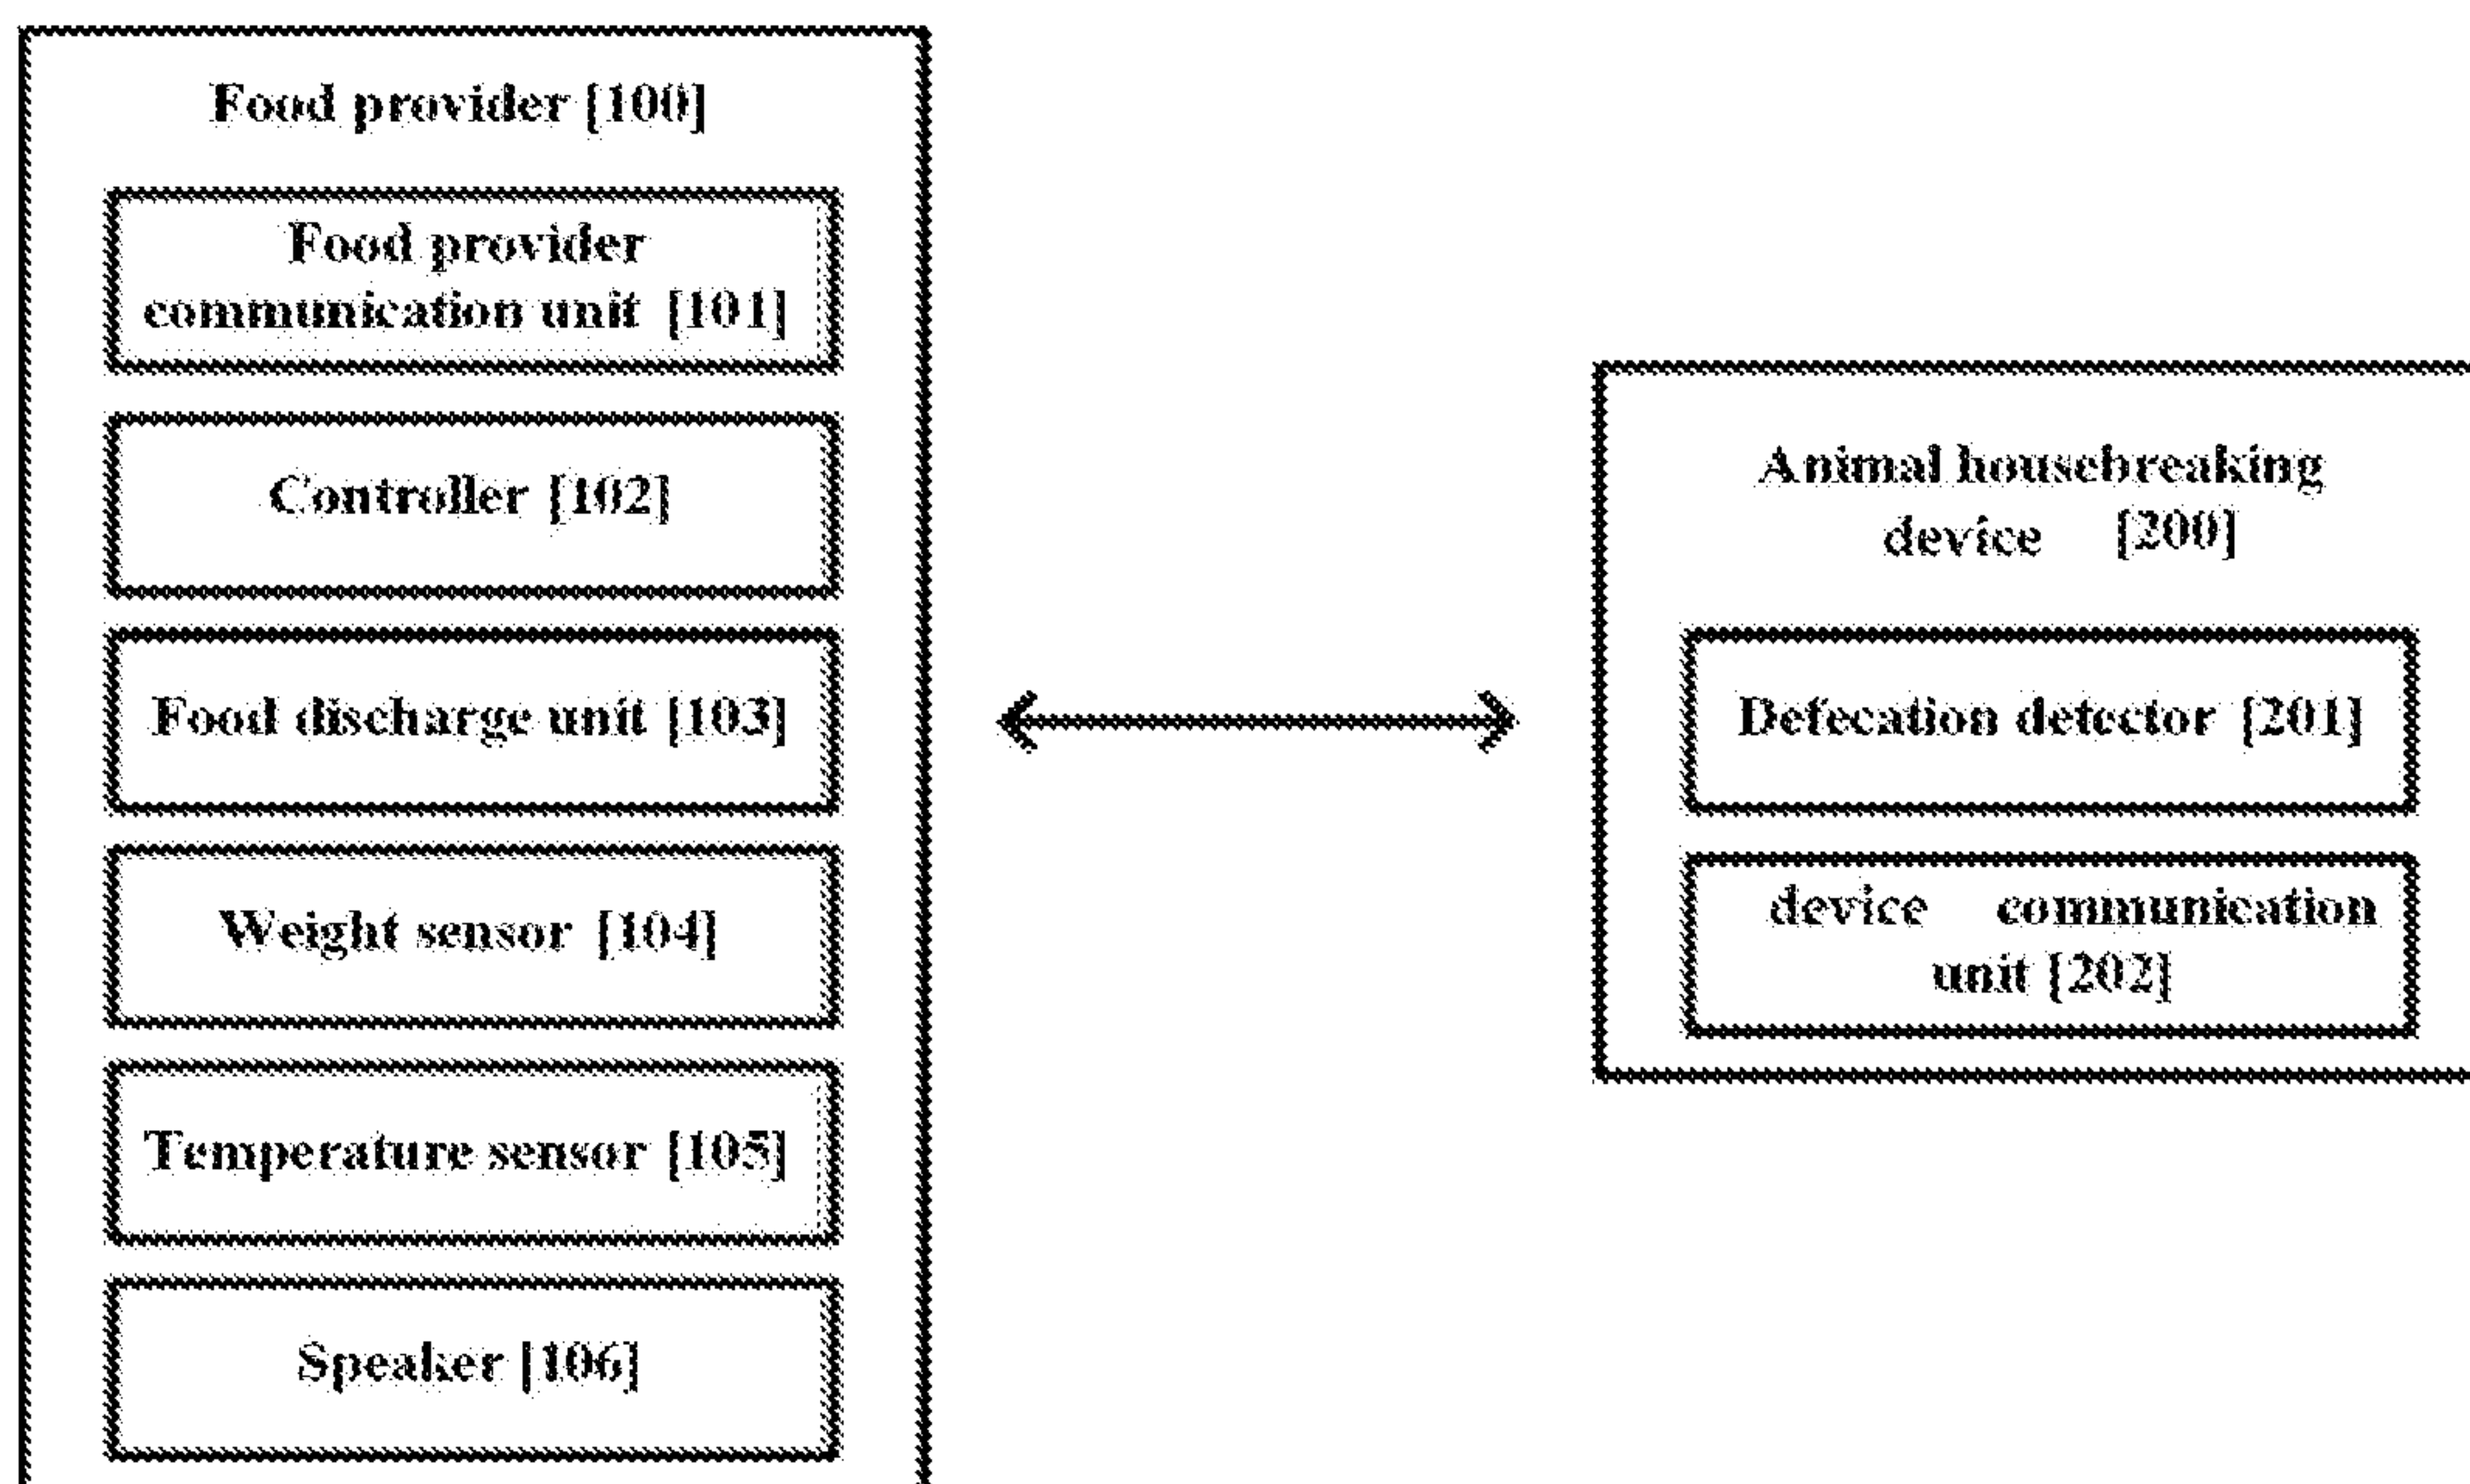 Food provider [100]
Food provider
communication unit [101]
Controller [102]
Food discharge unit [103]
Weight sensor [104]
Temperature sensor [105]
Speaker [106]
Animal housebreaking
device [200]
Defecation detector [201]
device communication
unit [202]